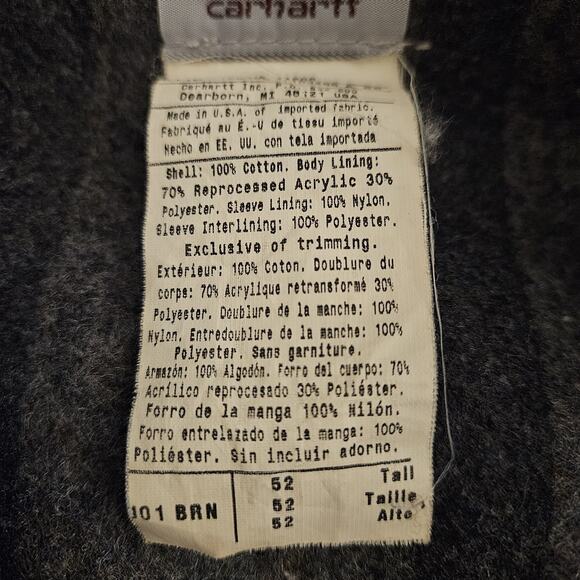 carhartt
Carhartt Inc. P.O.
Dearborn, MI 48121 USA
Made in U.S.A. of imported fabric.
Fabriqué au É.-U de tissu importé
Hecho en EE. UU. con tela importada
Shell: 100% Cotton. Body Lining:
70% Reprocessed Acrylic 30%
Polyester. Sleeve Lining: 100% Nylon.
Sleeve Interlining: 100% Polyester.
Exclusive of trimming.
Extérieur: 100% Coton. Doublure du
corps: 70% Acrylique retransformé 30%
Polyester. Doublure de la manche: 100%
Nylon. Entredoublure de la manche: 100%
Polyester. Sans garniture.
Armazón: 100% Algodón. Forro del cuerpo: 70%
Acrílico reprocesado 30% Poliéster.
Forro de la manga 100% Nilón.
Forro entrelazado de la manga: 100%
Poliéster. Sin incluir adorno.
J01 BRN
52 Tall
52 Taille
52 Alto